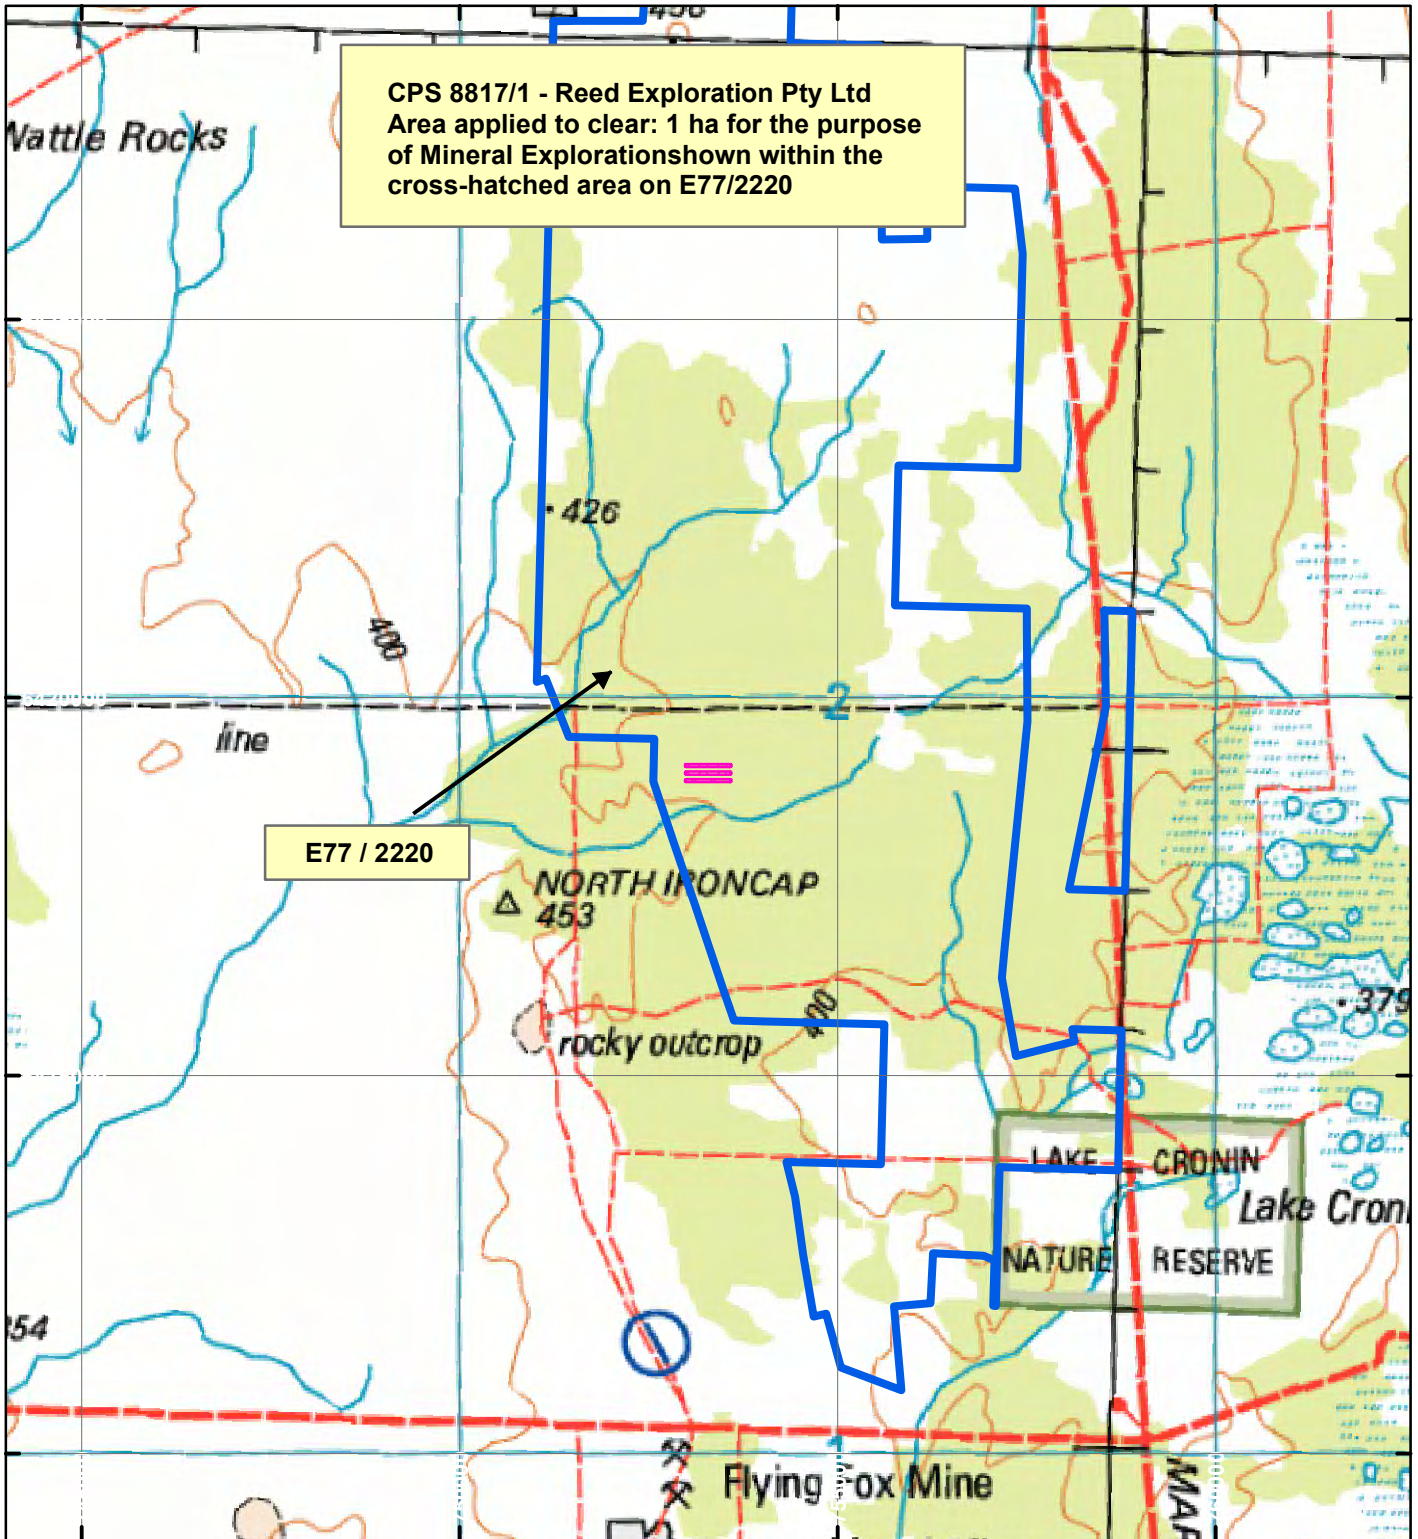 CPS 8817/1 - Reed Exploration Pty Ltd
Area applied to clear: 1 ha for the purpose
of Mineral Explorationshown within the
cross-hatched area on E77/2220
Wattle Rocks
426
400
2
line
E77 / 2220
NORTH IRONCAP
453
379
400
rocky outcrop
LAKE CRONIN
Lake Croni
NATURE RESERVE
354
Flying Fox Mine